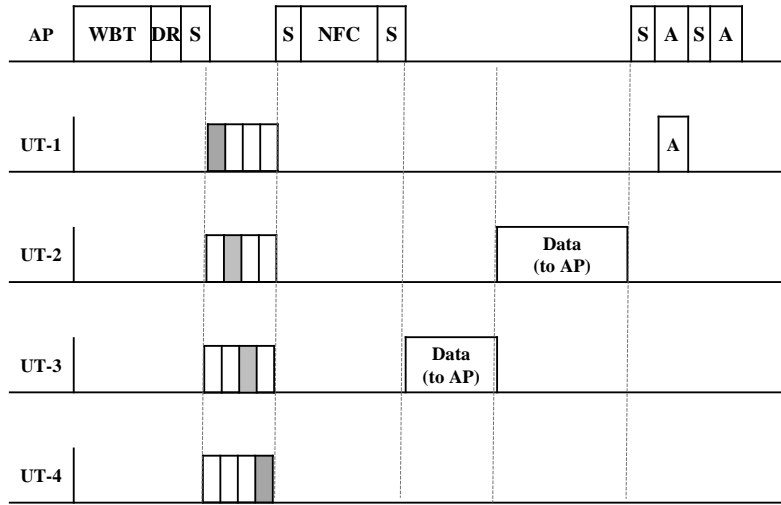 AP WBT DR S S NFC S S A S A
UT-1 A
UT-2 Data
(to AP)
UT-3 Data
(to AP)
UT-4